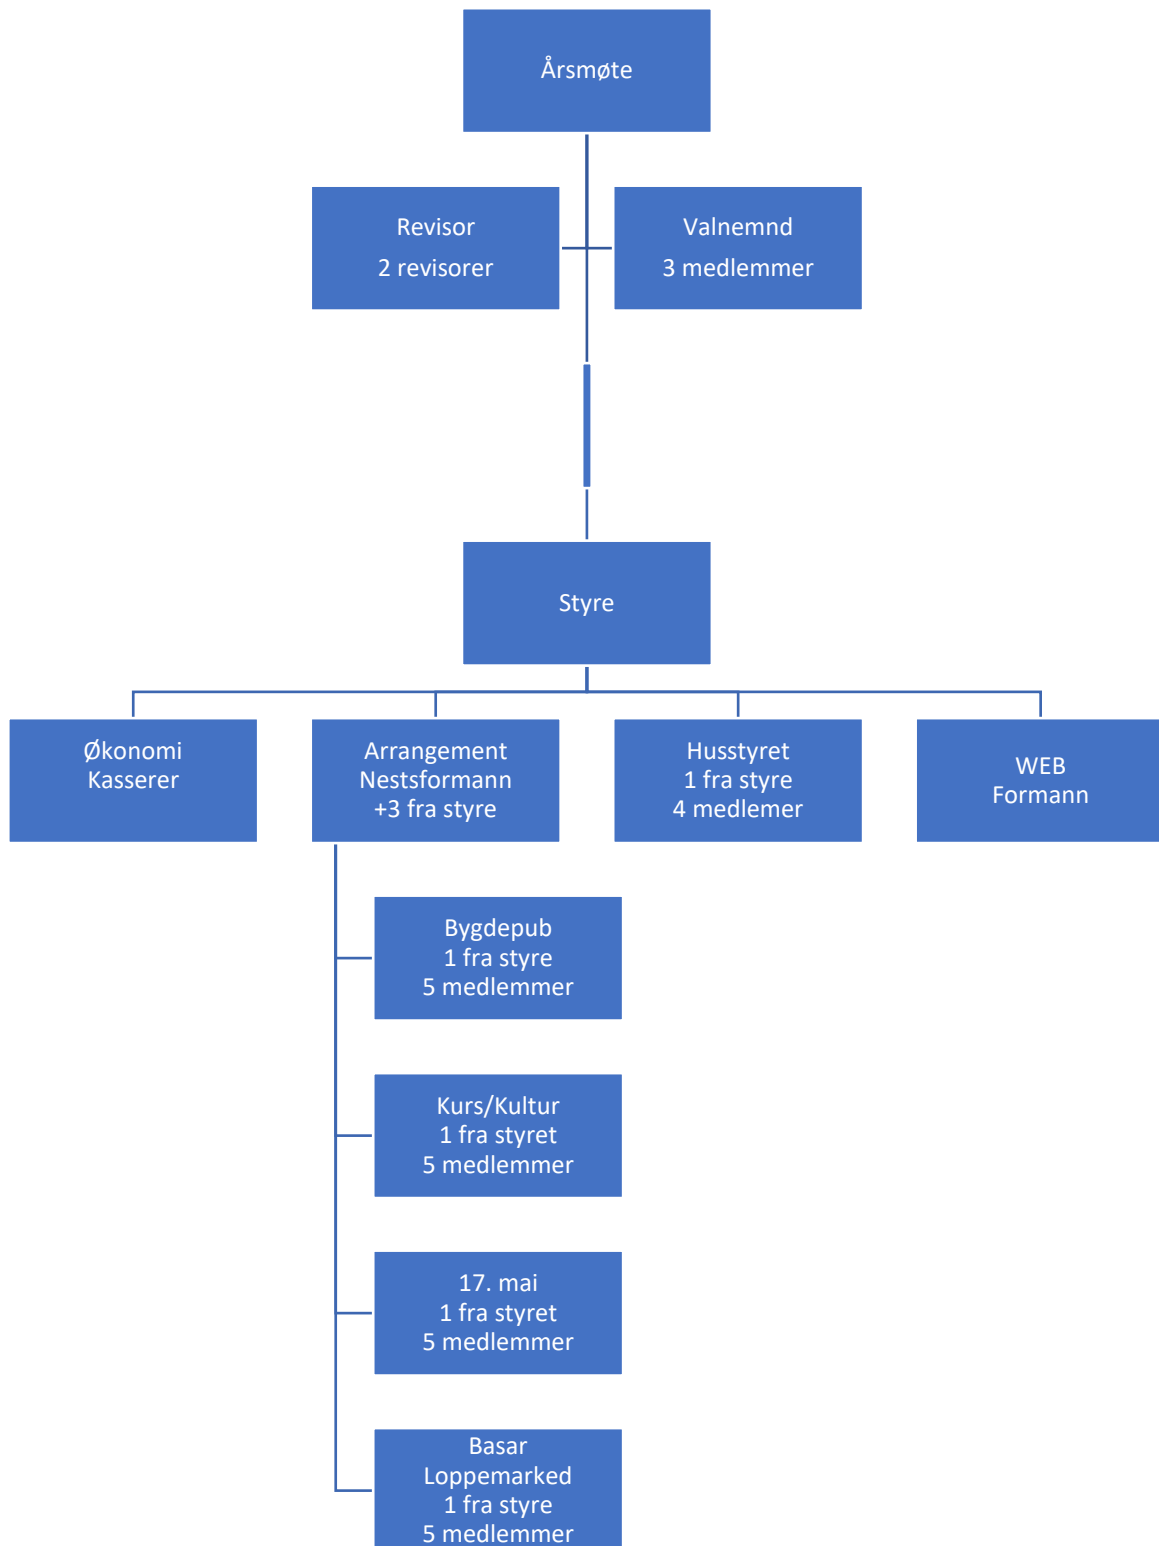 Årsmøte
Revisor
2 revisorer
Valnemnd
3 medlemmer
Styre
Økonomi
Kasserer
Arrangement
Nestsformann
+3 fra styre
Husstyret
1 fra styre
4 medlemer
WEB
Formann
Bygdepub
1 fra styre
5 medlemmer
Kurs/Kultur
1 fra styret
5 medlemmer
17. mai
1 fra styret
5 medlemmer
Basar
Loppemarked
1 fra styre
5 medlemmer